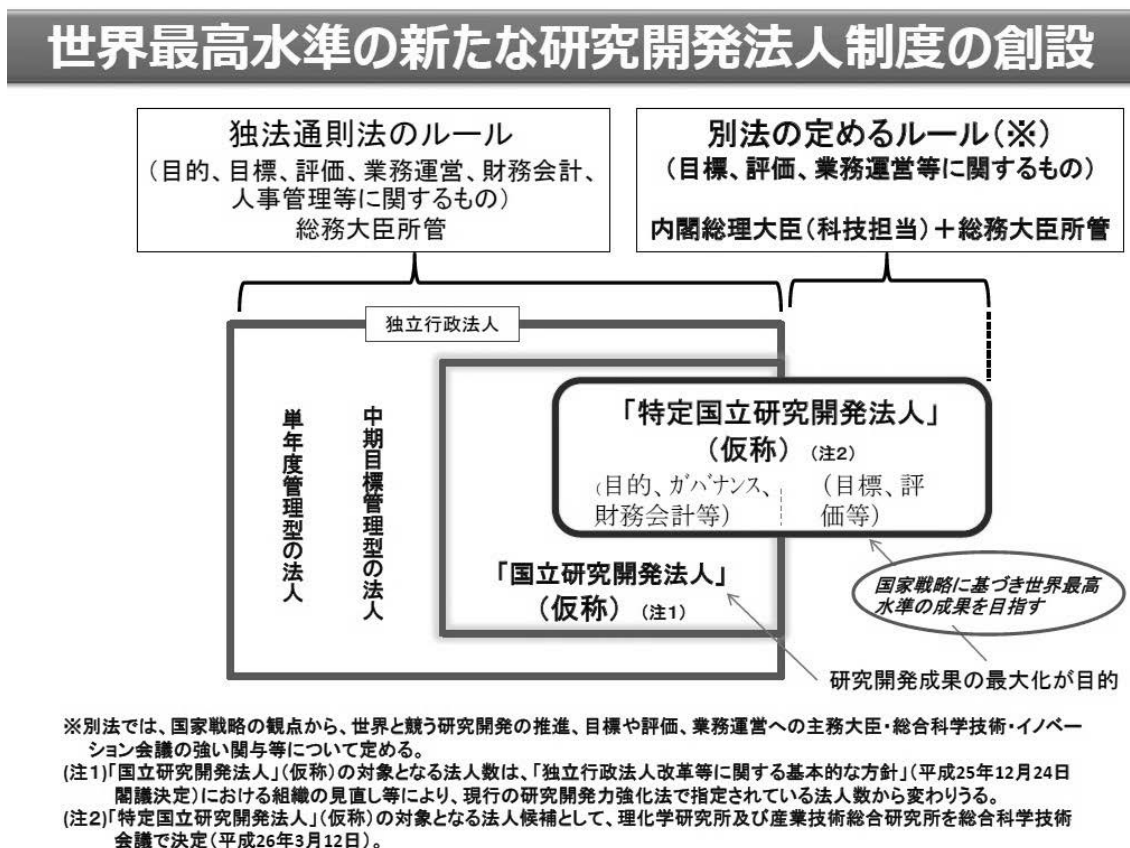 世界最高水準の新たな研究開発法人制度の創設
独法通則法のルール
(目的、目標、評価、業務運営、財務会計、
人事管理等に関するもの)
総務大臣所管
別法の定めるルール(※)
(目標、評価、業務運営等に関するもの)
内閣総理大臣(科技担当)+総務大臣所管
独立行政法人
単年度管理型の法人
中期目標管理型の法人
「特定国立研究開発法人」
(仮称) (注2)
(目的、ガバナンス、
財務会計等)
(目標、評
価等)
「国立研究開発法人」
(仮称) (注1)
国家戦略に基づき世界最高
水準の成果を目指す
研究開発成果の最大化が目的
※別法では、国家戦略の観点から、世界と競う研究開発の推進、目標や評価、業務運営への主務大臣・総合科学技術・イノベー
ション会議の強い関与等について定める。
(注1)「国立研究開発法人」(仮称)の対象となる法人数は、「独立行政法人改革等に関する基本的な方針」(平成25年12月24日
閣議決定)における組織の見直し等により、現行の研究開発力強化法で指定されている法人数から変わりうる。
(注2)「特定国立研究開発法人」(仮称)の対象となる法人候補として、理化学研究所及び産業技術総合研究所を総合科学技術
会議で決定(平成26年3月12日)。